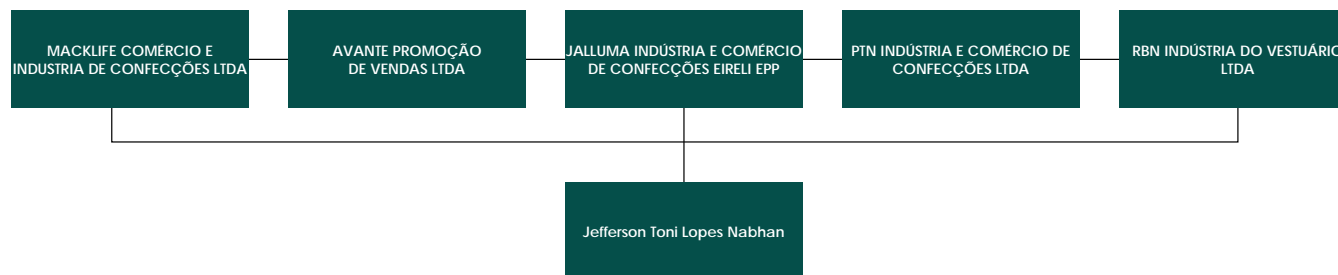 MACKLIFE COMÉRCIO E
INDUSTRIA DE CONFECÇÕES LTDA
AVANTE PROMOÇÃO
DE VENDAS LTDA
JALLUMA INDÚSTRIA E COMÉRCIO
DE CONFECÇÕES EIRELI EPP
PTN INDÚSTRIA E COMÉRCIO DE
CONFECÇÕES LTDA
RBN INDÚSTRIA DO VESTUÁRIO
LTDA
Jefferson Toni Lopes Nabhan